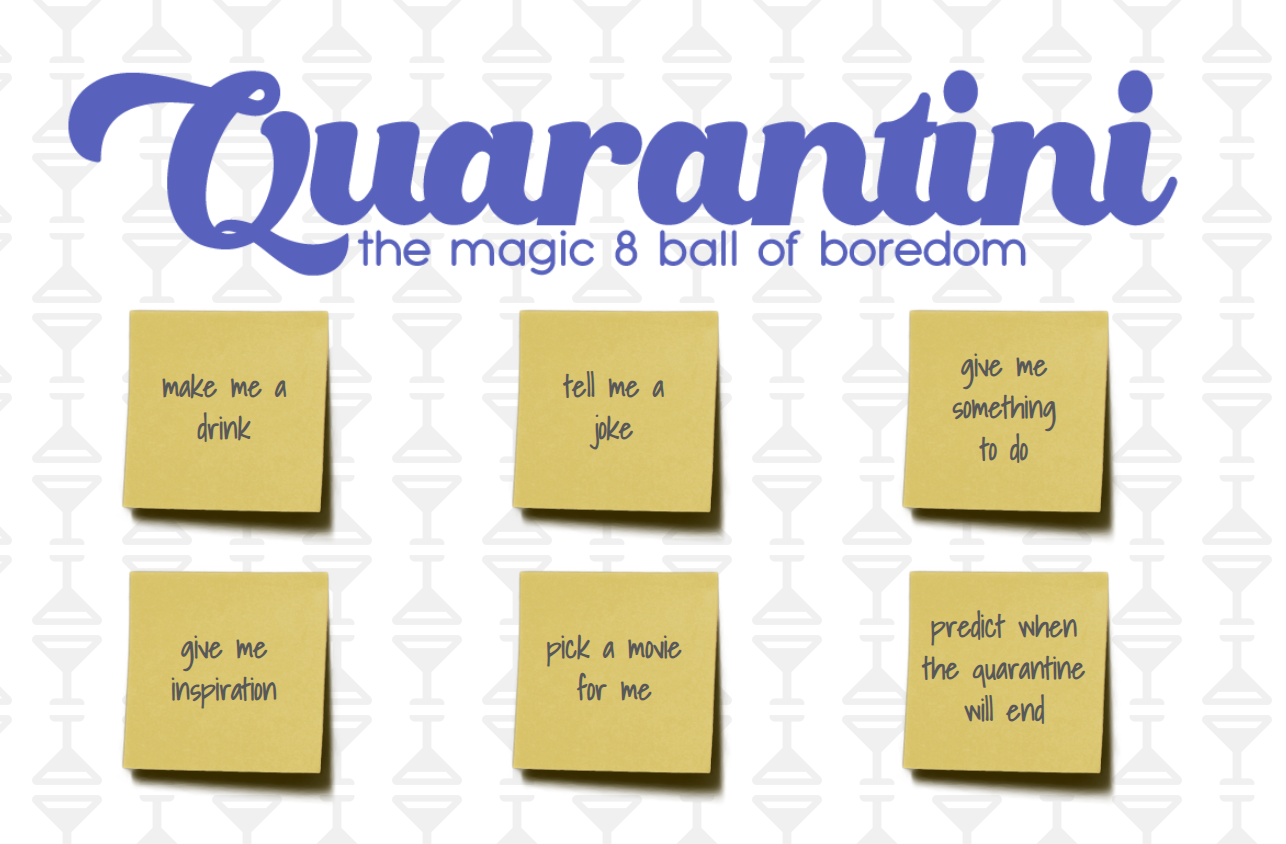 Quarantini
the magic 8 ball of boredom
make me a
drink
tell me a
joke
give me
something
to do
give me
inspiration
pick a movie
for me
predict when
the quarantine
will end